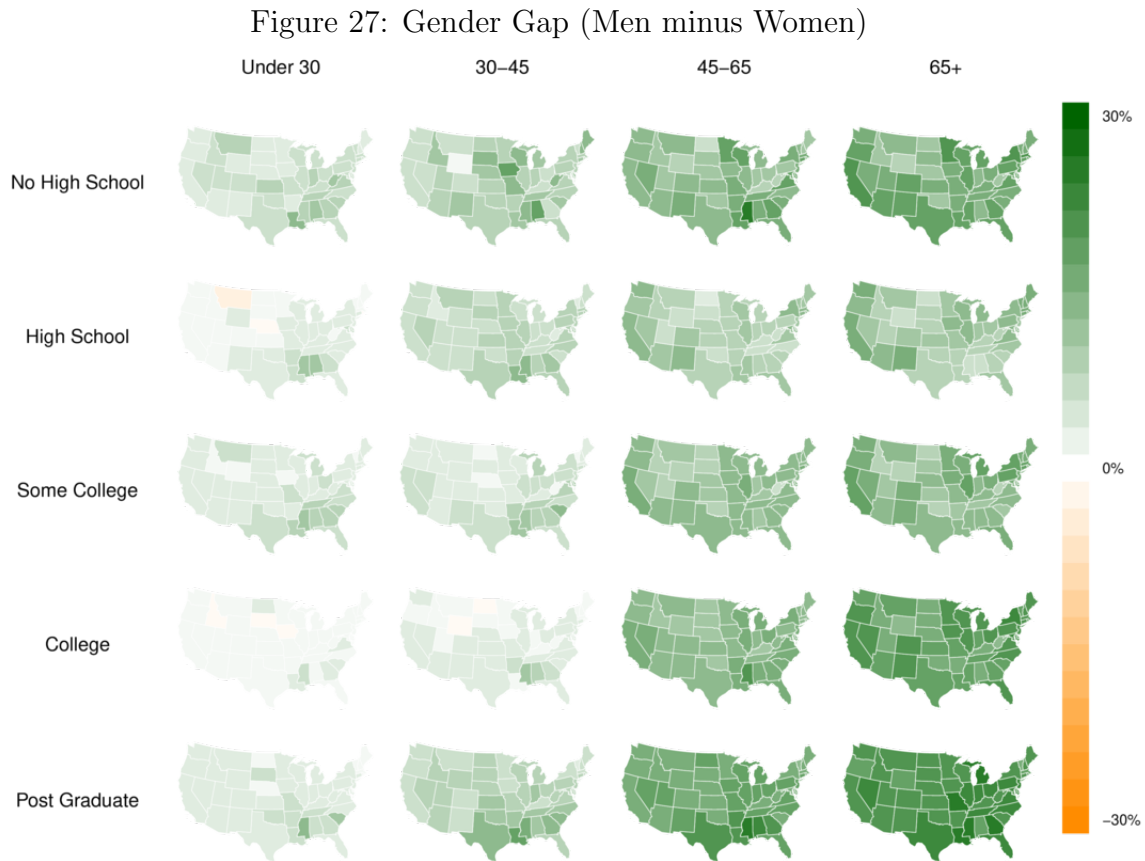 Figure 27: Gender Gap (Men minus Women)
Under 30 30–45 45–65 65+
30%
No High School
High School
0%
Some College
College
Post Graduate
−30%